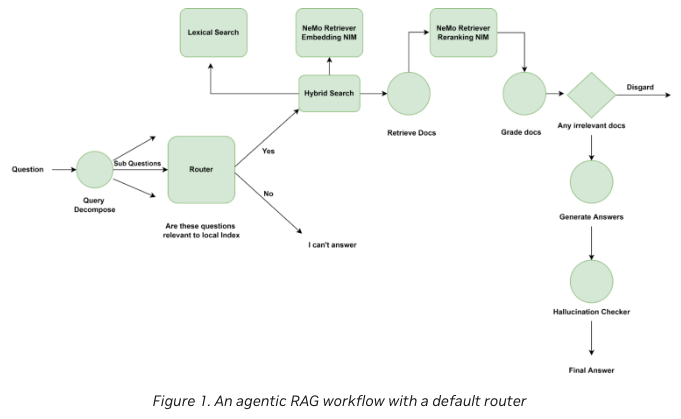 Lexical Search
NeMo Retriever
Embedding NIM
NeMo Retriever
Reranking NIM
Hybrid Search
Retrieve Docs
Grade docs
Disgard
Any irrelevant docs
Question
Sub Questions
Query
Decompose
Router
Yes
No
Are these questions
relevant to local Index
I can't answer
Generate Answers
Hallucination Checker
Final Answer
Figure 1. An agentic RAG workflow with a default router